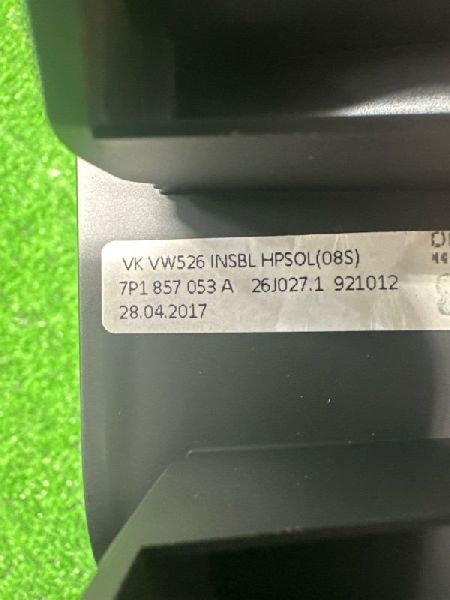 VK VW526 INSBL HPSOL(08S)
7P1 857 053 A 26J027.1 921012
28.04.2017